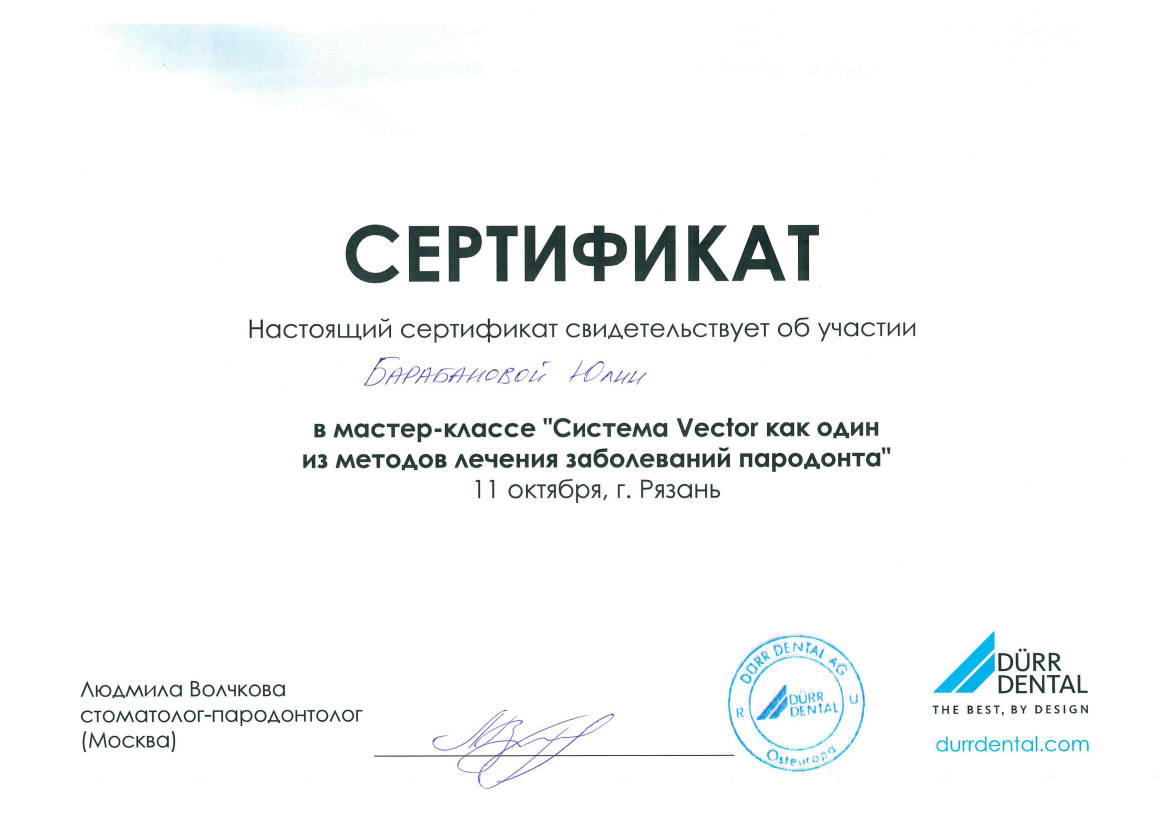 СЕРТИФИКАТ
Настоящий сертификат свидетельствует об участии
БАРАБАНОВОЙ ЮЛИИ
в мастер-классе "Система Vector как один
из методов лечения заболеваний пародонта"
11 октября, г. Рязань
Людмила Волчкова
стоматолог-пародонтолог
(Москва)
DÜRR DENTAL AG
R
U
DÜRR
DENTAL
Osteuropa
DÜRR
DENTAL
THE BEST, BY DESIGN
durrdental.com